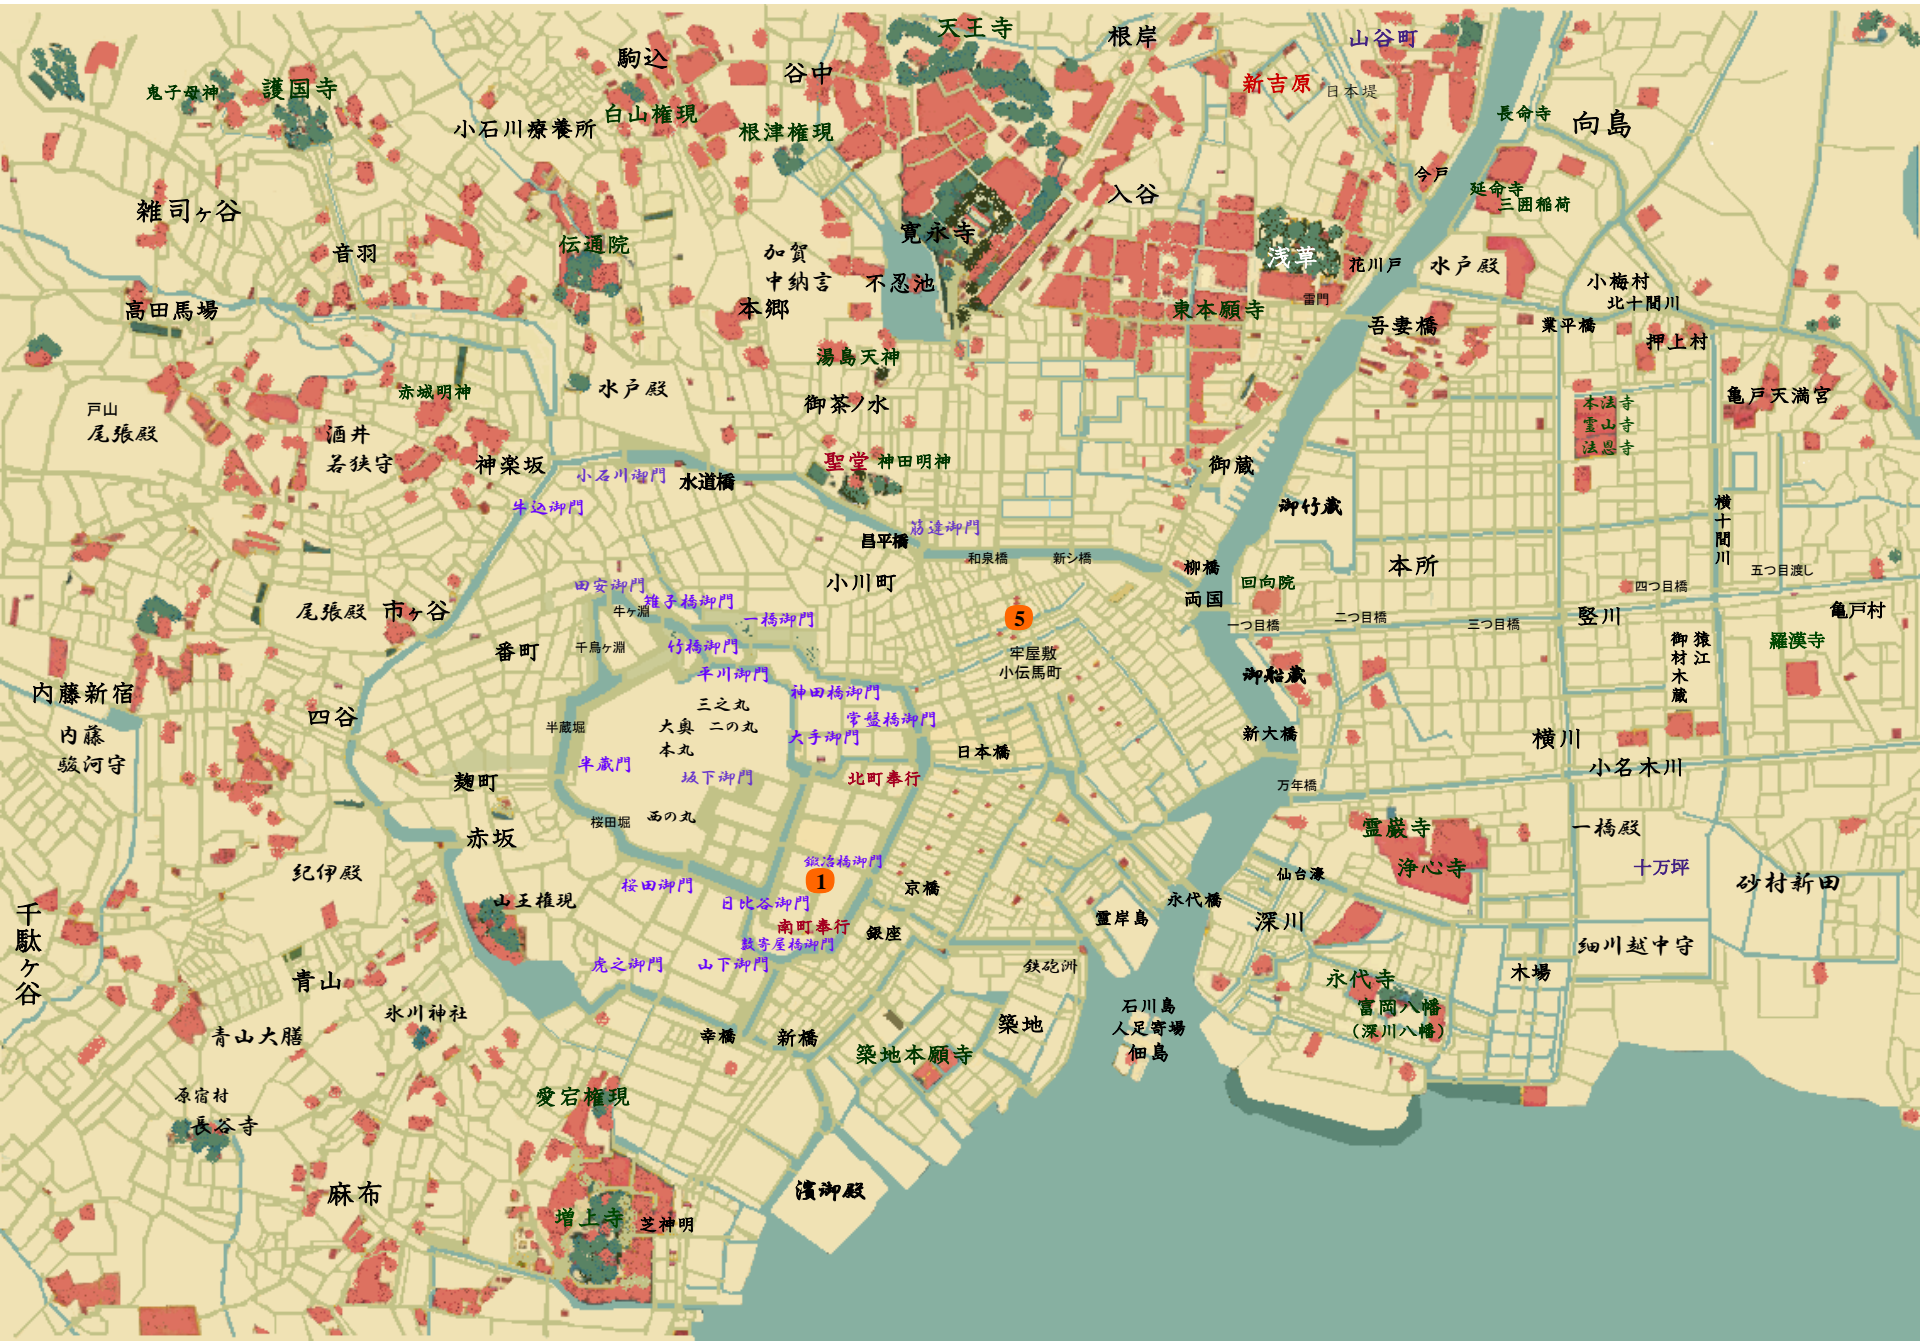 天王寺
根岸
山谷町
駒込
谷中
新吉原
日本堤
鬼子母神
護国寺
白山権現
小石川療養所
根津権現
長命寺
向島
今戸
入谷
延命寺
三囲稲荷
雑司ヶ谷
音羽
伝通院
加賀
中納言
寛永寺
不忍池
浅草
花川戸
水戸殿
小梅村
北十間川
高田馬場
本郷
東本願寺
雷門
吾妻橋
業平橋
押上村
湯島天神
赤城明神
水戸殿
御茶ノ水
亀戸天満宮
本法寺
霊山寺
法恩寺
戸山
尾張殿
酒井
若狭守
神楽坂
小石川御門
水道橋
聖堂
神田明神
御蔵
牛込御門
御竹蔵
横十間川
筋違御門
昌平橋
和泉橋
新シ橋
柳橋
両国
回向院
本所
五つ目渡し
四つ目橋
小川町
田安御門
雉子橋御門
牛ヶ淵
一橋御門
5
尾張殿
市ヶ谷
一つ目橋
二つ目橋
三つ目橋
竪川
亀戸村
番町
千鳥ヶ淵
竹橋御門
平川御門
牢屋敷
小伝馬町
猿江
御材木蔵
羅漢寺
内藤新宿
内藤
駿河守
四谷
神田橋御門
三之丸
大奥
二の丸
本丸
常盤橋御門
大手御門
御船蔵
新大橋
半蔵堀
半蔵門
坂下御門
北町奉行
日本橋
横川
小名木川
万年橋
麹町
桜田堀
西の丸
赤坂
霊巌寺
浄心寺
一橋殿
十万坪
砂村新田
紀伊殿
鍛冶橋御門
1
桜田御門
日比谷御門
京橋
仙台濠
山王権現
南町奉行
銀座
数寄屋橋御門
霊岸島
永代橋
深川
細川越中守
千駄ヶ谷
虎之御門
山下御門
鉄砲洲
木場
青山
永代寺
富岡八幡
(深川八幡)
氷川神社
青山大膳
幸橋
新橋
築地
石川島
人足寄場
佃島
築地本願寺
原宿村
長谷寺
愛宕権現
麻布
濱御殿
増上寺
芝神明